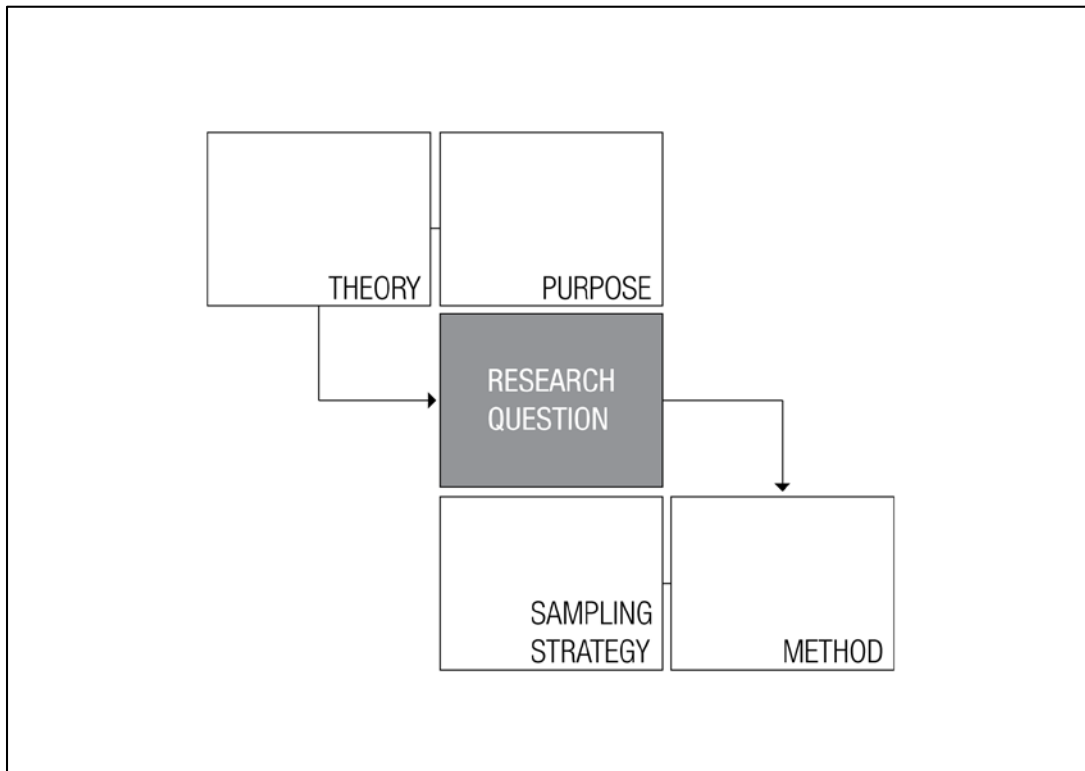 THEORY
PURPOSE
RESEARCH
QUESTION
SAMPLING
STRATEGY
METHOD